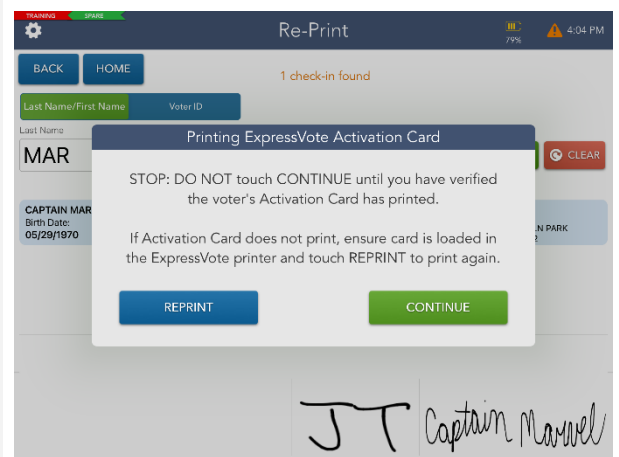 TRAINING SPARE
Re-Print
79%
4:04 PM
BACK HOME
1 check-in found
Last Name/First Name Voter ID
Last Name
Printing ExpressVote Activation Card
MAR
CLEAR
STOP: DO NOT touch CONTINUE until you have verified
the voter's Activation Card has printed.
CAPTAIN MAR
Birth Date:
05/29/1970
LN PARK
2
If Activation Card does not print, ensure card is loaded in
the ExpressVote printer and touch REPRINT to print again.
REPRINT CONTINUE
JT Captain Marvel